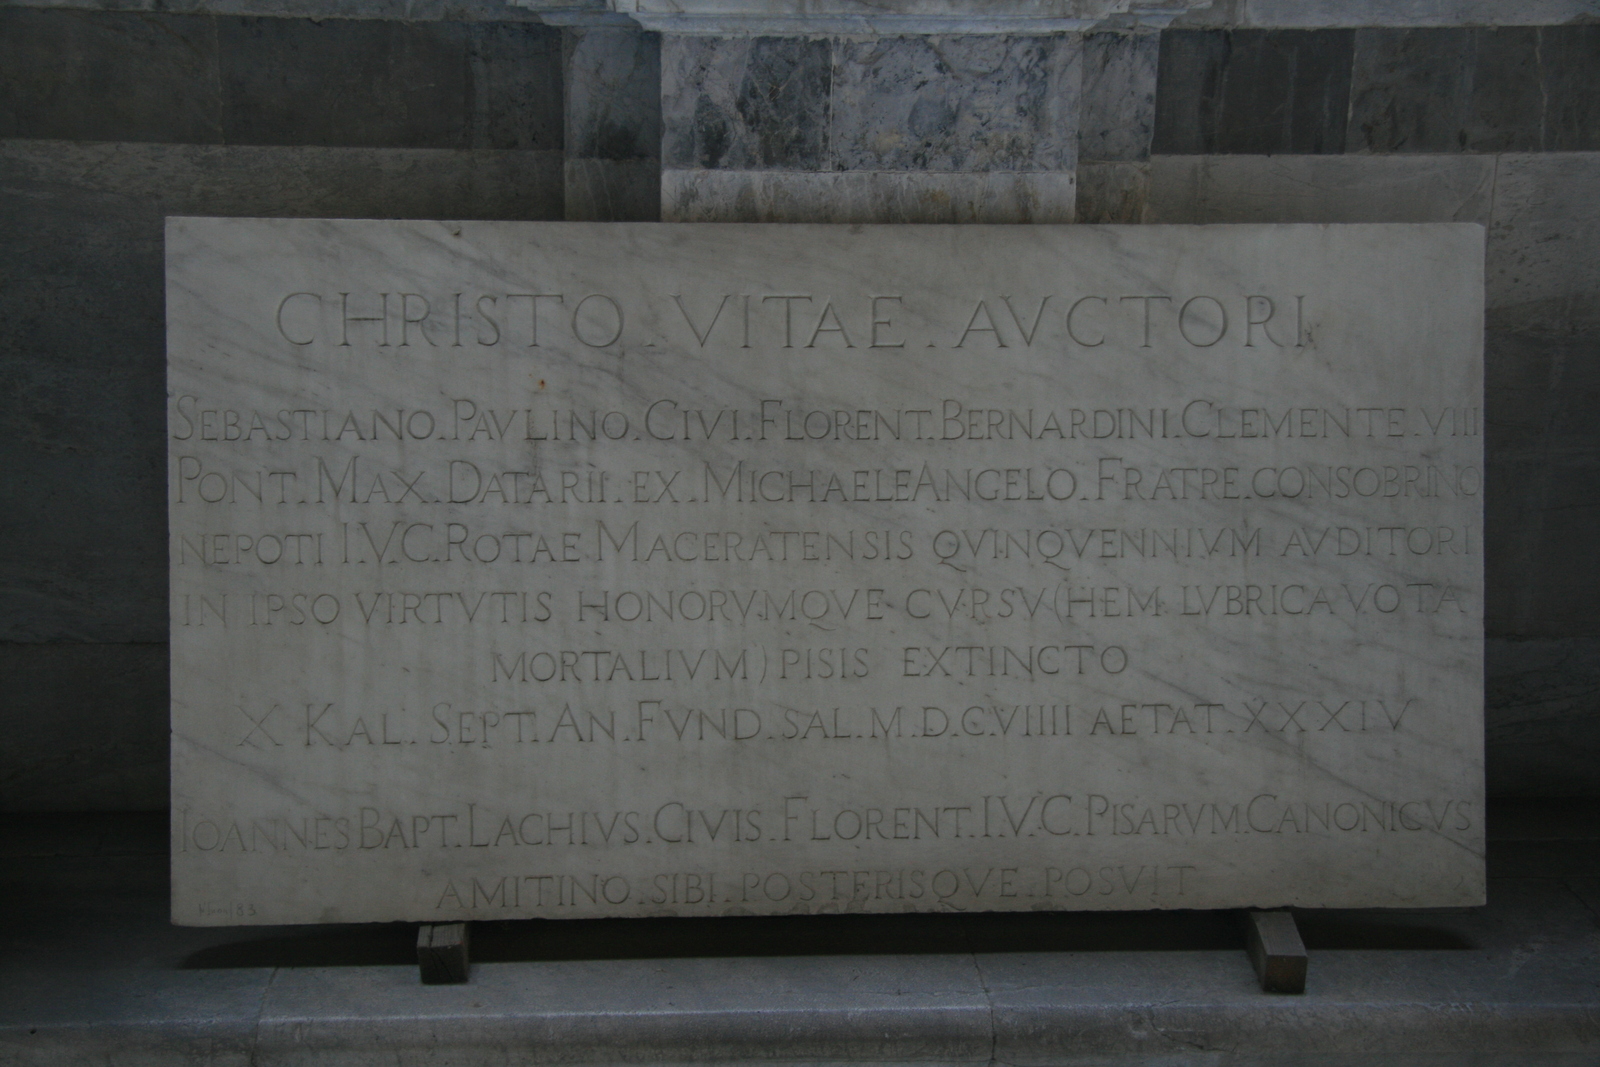 CHRISTO . VITAE . AVCTORI
SEBASTIANO . PAVLINO . CIVI . FLORENT . BERNARDINI . CLEMENTE . VIII
PONT . MAX . DATARII . EX . MICHAELEANGELO . FRATRE . CONSOBRINO
NEPOTI I.V.C. ROTAE MACERATENSIS QVINQVENNIVM AVDITORI
IN IPSO VIRTVTIS HONORVMQVE CVRSV (HEM LVBRICA VOTA
MORTALIVM) PISIS EXTINCTO
X KAL. SEPT. AN. FVND. SAL. M.D.C.VIIII AETAT. XXXIV
IOANNES BAPT. LACHIVS . CIVIS . FLORENT . I.V.C. PISARVM . CANONICVS
AMITINO . SIBI . POSTERISQVE . POSVIT